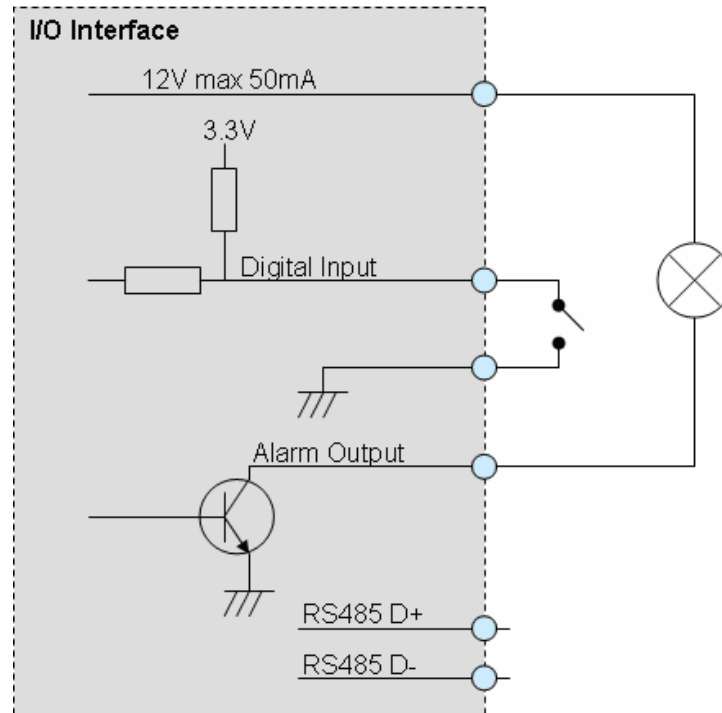 I/O Interface
12V max 50mA
3.3V
Digital Input
Alarm Output
RS485 D+
RS485 D-